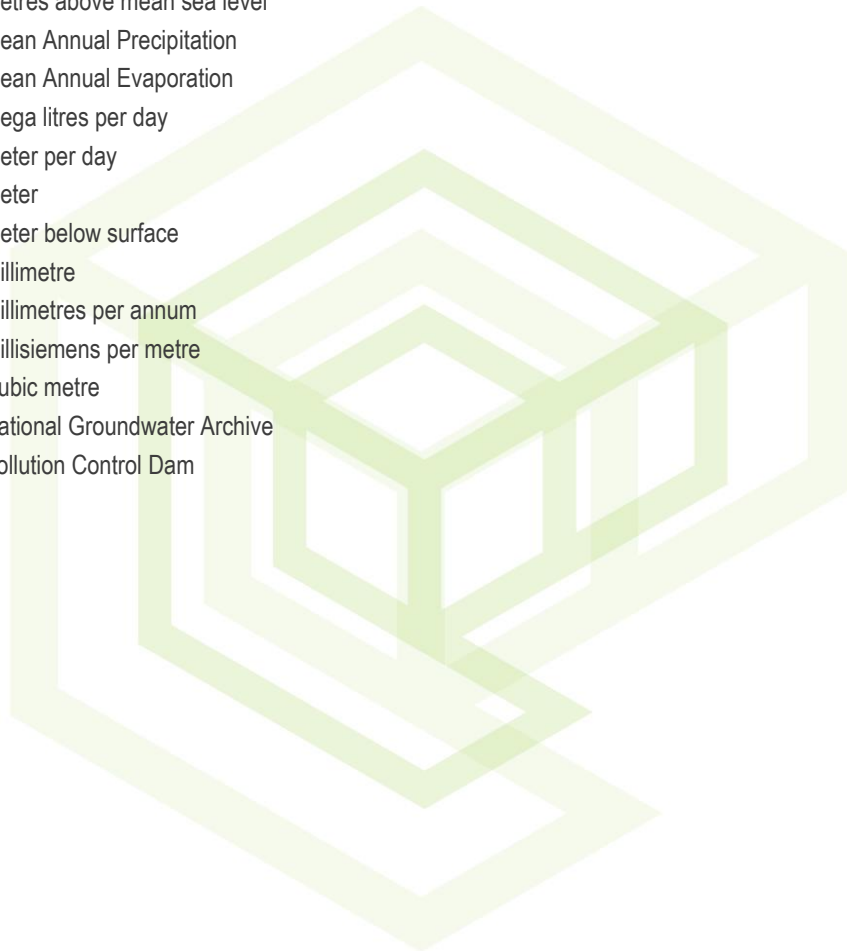 etres above mean sea level
ean Annual Precipitation
ean Annual Evaporation
ega litres per day
eter per day
eter
eter below surface
illimetre
illimetres per annum
illisiemens per metre
ubic metre
ational Groundwater Archive
ollution Control Dam